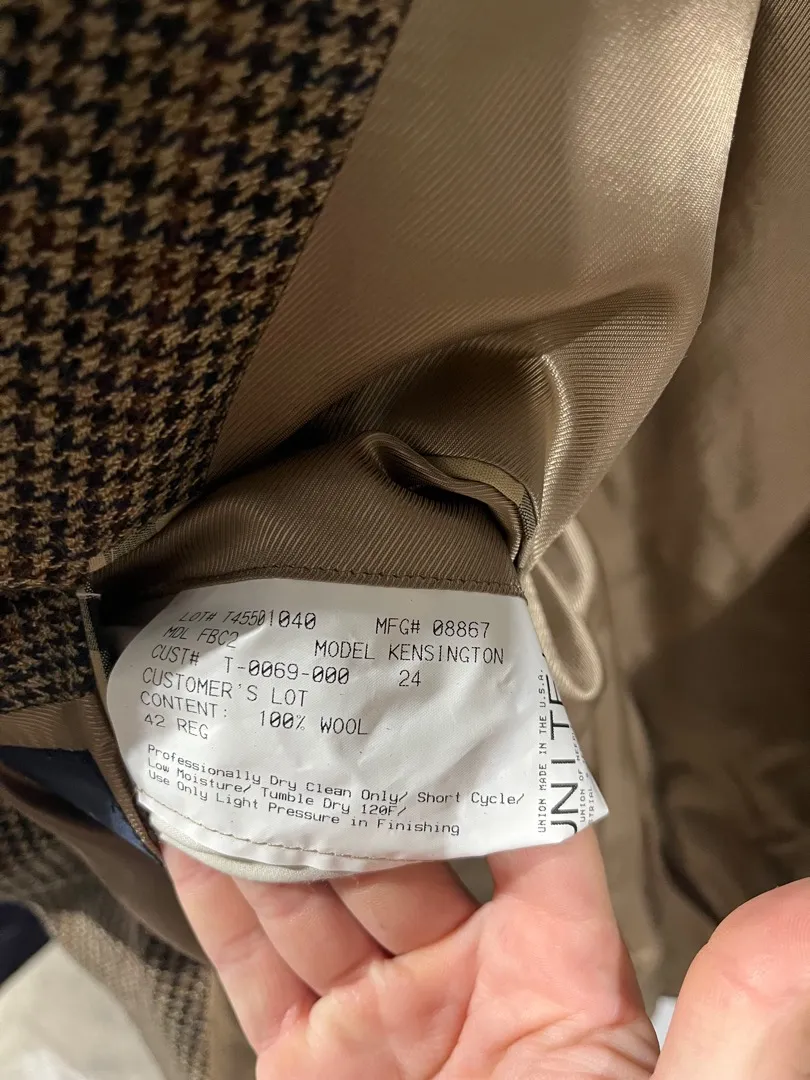 LOT# T45501040 MFG# 08867
MDL FBC2 MODEL KENSINGTON
CUST# T-0069-000 24
CUSTOMER'S LOT
CONTENT: 100% WOOL
42 REG
Professionally Dry Clean Only/ Short Cycle/
Low Moisture/ Tumble Dry 120F/
Use Only Light Pressure in Finishing
UNION MADE IN THE U.S.A.
UNITE
UNION OF